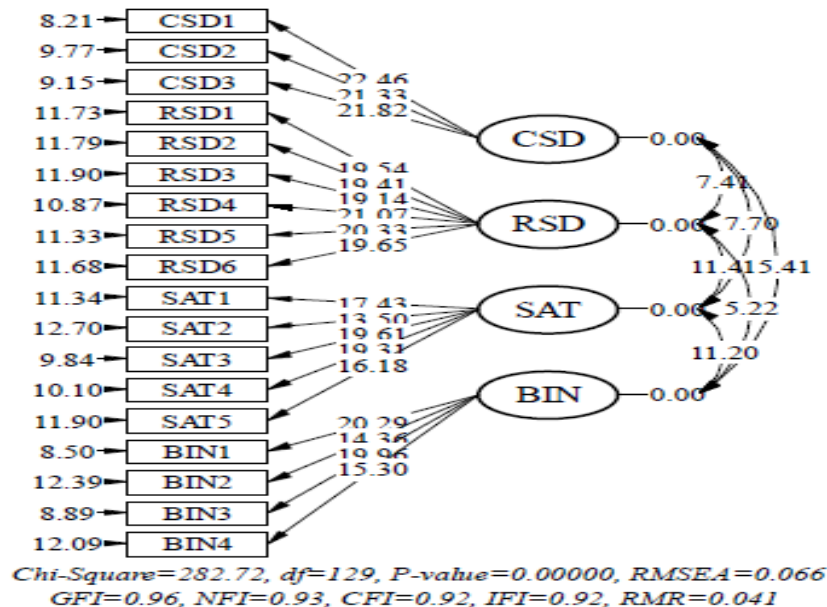 8.21 CSD1
9.77 CSD2
9.15 CSD3
11.73 RSD1
11.79 RSD2
11.90 RSD3
10.87 RSD4
11.33 RSD5
11.68 RSD6
11.34 SAT1
12.70 SAT2
9.84 SAT3
10.10 SAT4
11.90 SAT5
8.50 BIN1
12.39 BIN2
8.89 BIN3
12.09 BIN4
22.46
21.33
21.82
19.54
19.41
19.14
21.07
20.33
19.65
17.43
13.50
19.61
19.31
16.18
20.29
14.36
19.96
15.30
CSD 0.00
RSD 0.00
SAT 0.00
BIN 0.00
7.41
7.70
11.41 15.41
5.22
11.20
Chi-Square=282.72, df=129, P-value=0.00000, RMSEA=0.066
GFI=0.96, NFI=0.93, CFI=0.92, IFI=0.92, RMR=0.041